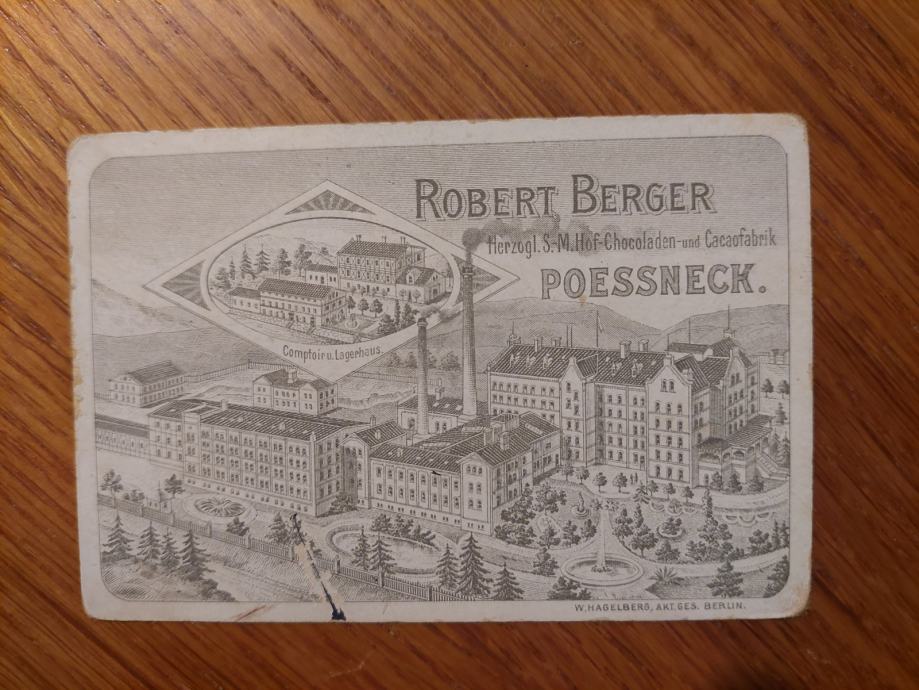 ROBERT BERGER
Herzogl. S.-M. Hof-Chocoladen- und Cacaofabrik
POESSNECK.
Comptoir u. Lagerhaus
W. HAGELBERG, AKT. GES. BERLIN.